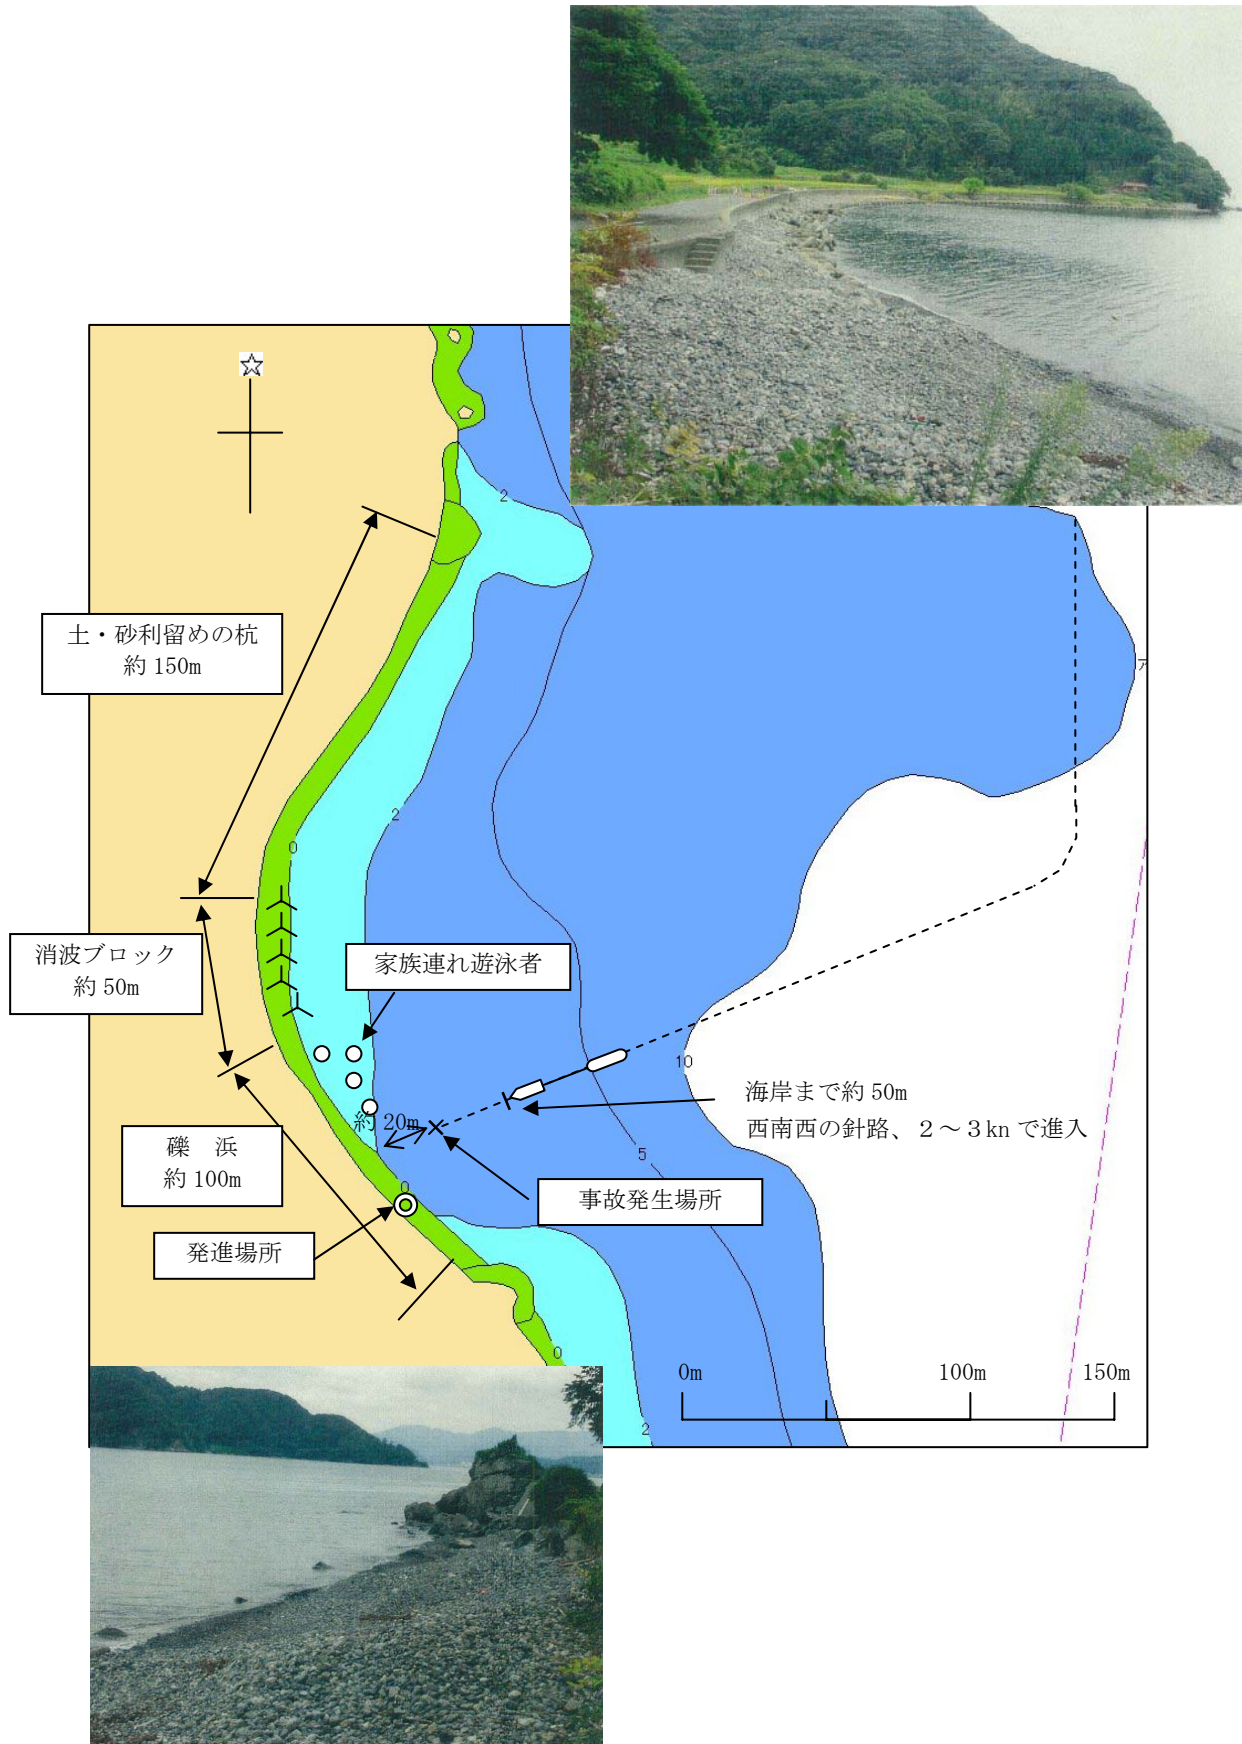 2
土・砂利留めの杭
約 150m
ア
2
0
消波ブロック
約 50m
家族連れ遊泳者
10
海岸まで約 50m
西南西の針路、2～3kn で進入
約 20m
礫 浜
約 100m
5
0
事故発生場所
発進場所
0
0m
100m
150m
2